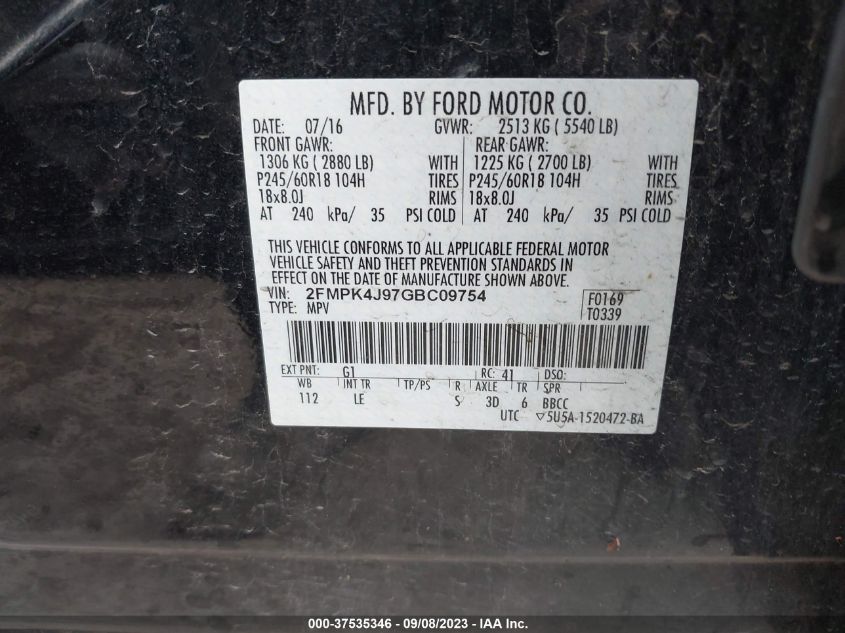 MFD. BY FORD MOTOR CO.
DATE: 07/16 GVWR: 2513 KG ( 5540 LB)
FRONT GAWR: REAR GAWR:
1306 KG ( 2880 LB) WITH 1225 KG ( 2700 LB) WITH
P245/60R18 104H TIRES P245/60R18 104H TIRES
18x8.0J RIMS 18x8.0J RIMS
AT 240 kPa/ 35 PSI COLD AT 240 kPa/ 35 PSI COLD
THIS VEHICLE CONFORMS TO ALL APPLICABLE FEDERAL MOTOR
VEHICLE SAFETY AND THEFT PREVENTION STANDARDS IN
EFFECT ON THE DATE OF MANUFACTURE SHOWN ABOVE.
VIN: 2FMPK4J97GBC09754 F0169
TYPE: MPV T0339
EXT PNT: G1 RC: 41 DSO:
WB INT TR TP/PS R AXLE TR SPR
112 LE S 3D 6 BBCC
UTC ▽5U5A-1520472-BA
000-37535346 - 09/08/2023 - IAA Inc.